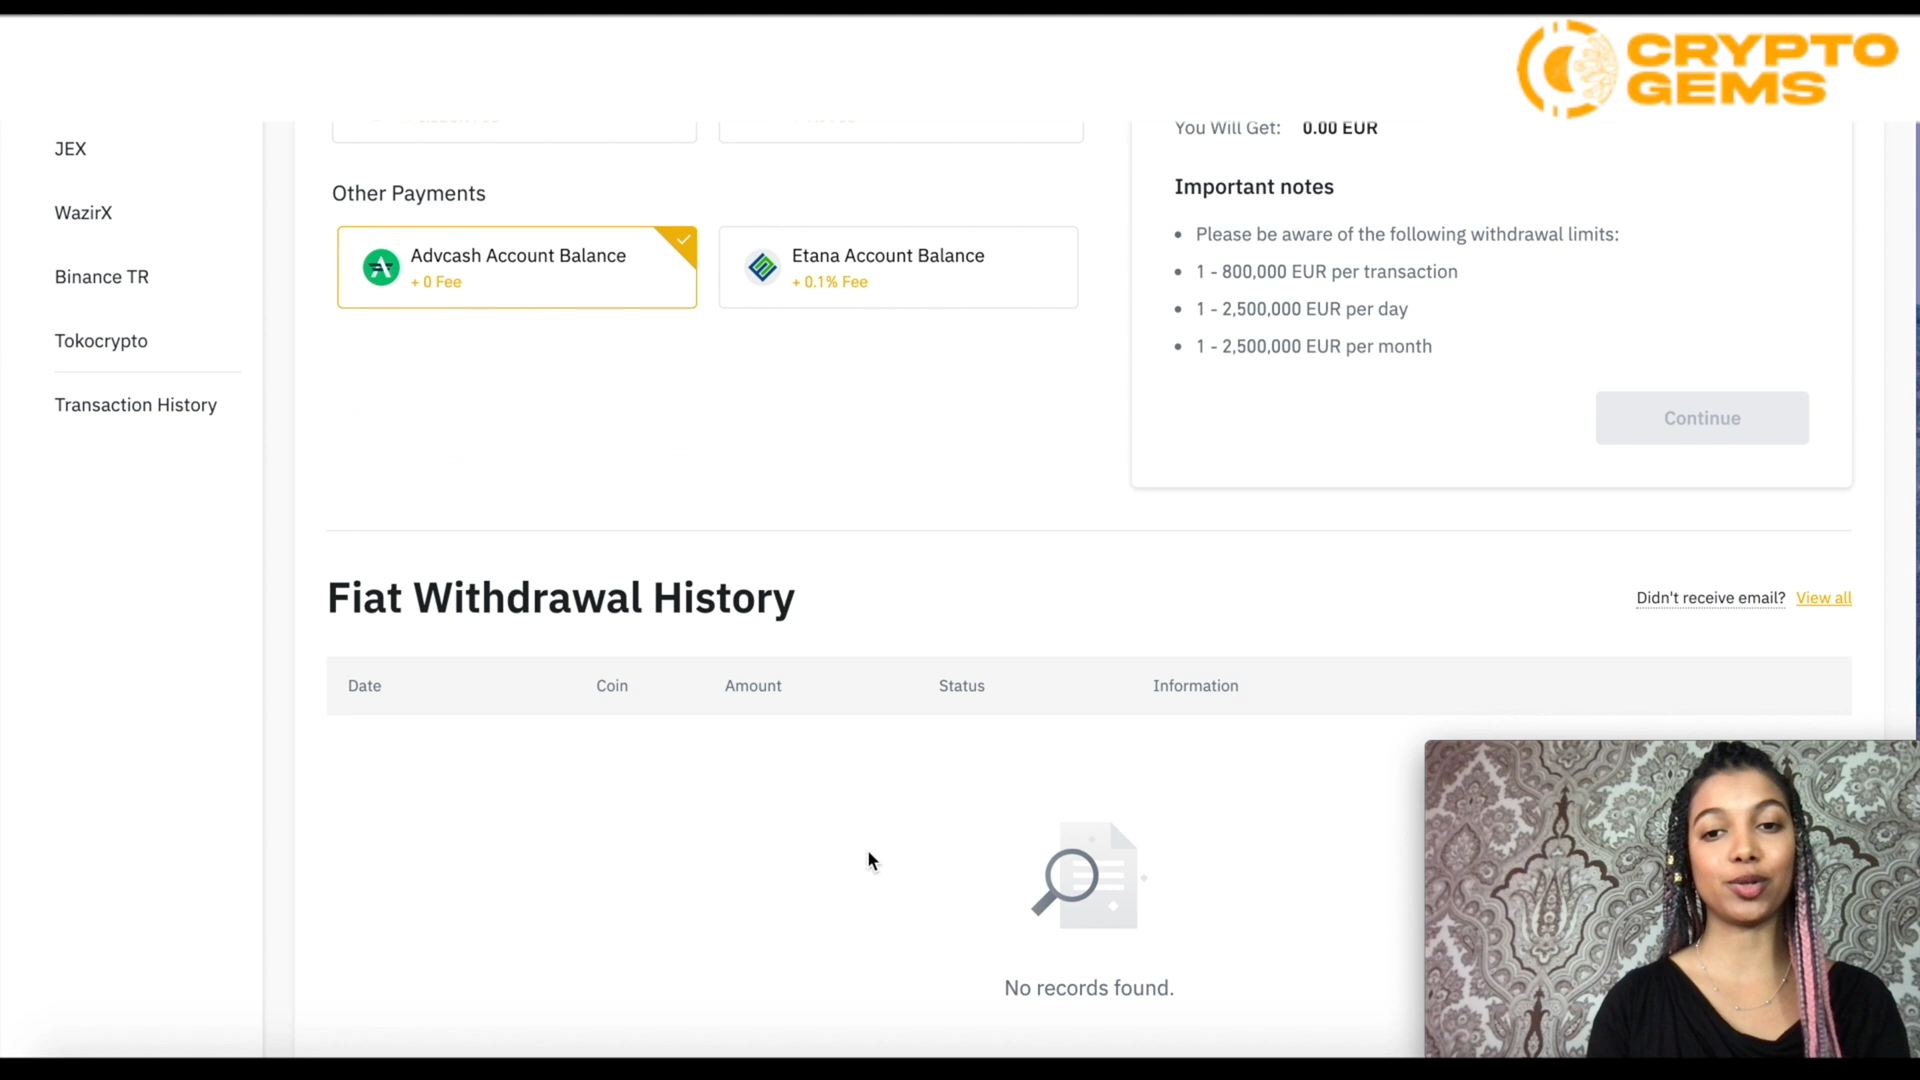 CRYPTO
GEMS
JEX
WazirX
Binance TR
Tokocrypto
Transaction History
Other Payments
Advcash Account Balance
+ 0 Fee
Etana Account Balance
+ 0.1% Fee
You Will Get: 0.00 EUR
Important notes
• Please be aware of the following withdrawal limits:
• 1 - 800,000 EUR per transaction
• 1 - 2,500,000 EUR per day
• 1 - 2,500,000 EUR per month
Continue
Fiat Withdrawal History
Didn't receive email? View all
Date Coin Amount Status Information
No records found.